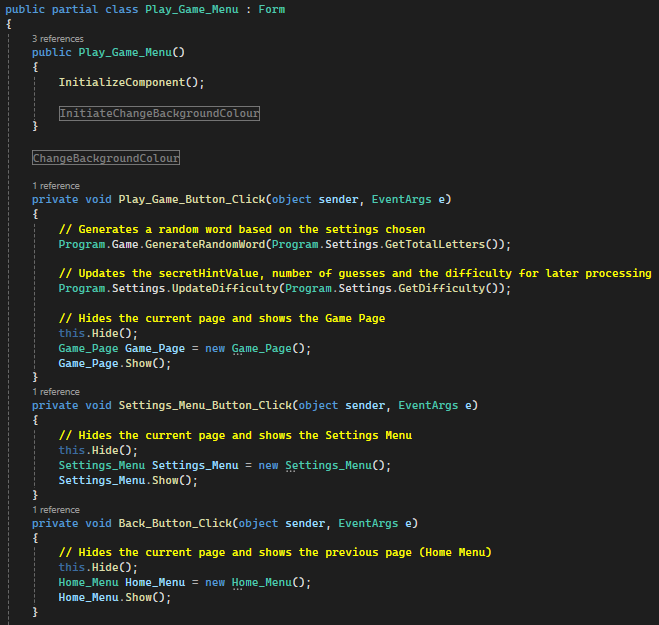 public partial class Play_Game_Menu : Form
{
3 references
public Play_Game_Menu()
{
InitializeComponent();
InitiateChangeBackgroundColour
}
ChangeBackgroundColour
1 reference
private void Play_Game_Button_Click(object sender, EventArgs e)
{
// Generates a random word based on the settings chosen
Program.Game.GenerateRandomWord(Program.Settings.GetTotalLetters());
// Updates the secretHintValue, number of guesses and the difficulty for later processing
Program.Settings.UpdateDifficulty(Program.Settings.GetDifficulty());
// Hides the current page and shows the Game Page
this.Hide();
Game_Page Game_Page = new Game_Page();
Game_Page.Show();
}
1 reference
private void Settings_Menu_Button_Click(object sender, EventArgs e)
{
// Hides the current page and shows the Settings Menu
this.Hide();
Settings_Menu Settings_Menu = new Settings_Menu();
Settings_Menu.Show();
}
1 reference
private void Back_Button_Click(object sender, EventArgs e)
{
// Hides the current page and shows the previous page (Home Menu)
this.Hide();
Home_Menu Home_Menu = new Home_Menu();
Home_Menu.Show();
}